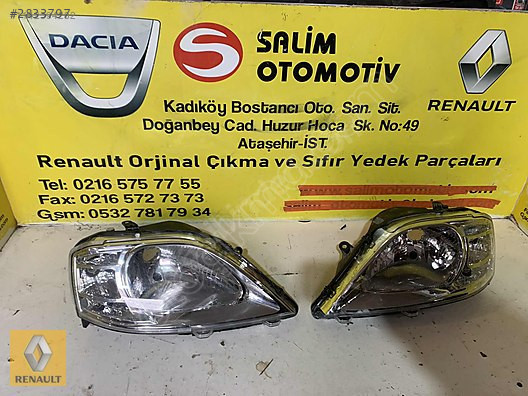 DACIA
SALİM
OTOMOTİV
RENAULT
Kadıköy Bostancı Oto. San. Sit.
Doğanbey Cad. Huzur Hoca Sk. No:49
Ataşehir-İST.
Renault Orjinal Çıkma ve Sıfır Yedek Parçaları
Tel: 0216 575 77 55
Fax: 0216 572 73 73
Gsm: 0532 781 79 34
RENAULT